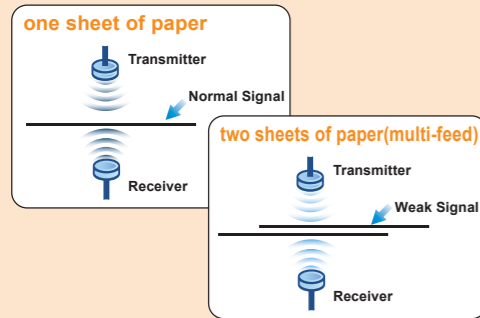 one sheet of paper
Transmitter
Normal Signal
Receiver
two sheets of paper(multi-feed)
Transmitter
Weak Signal
Receiver